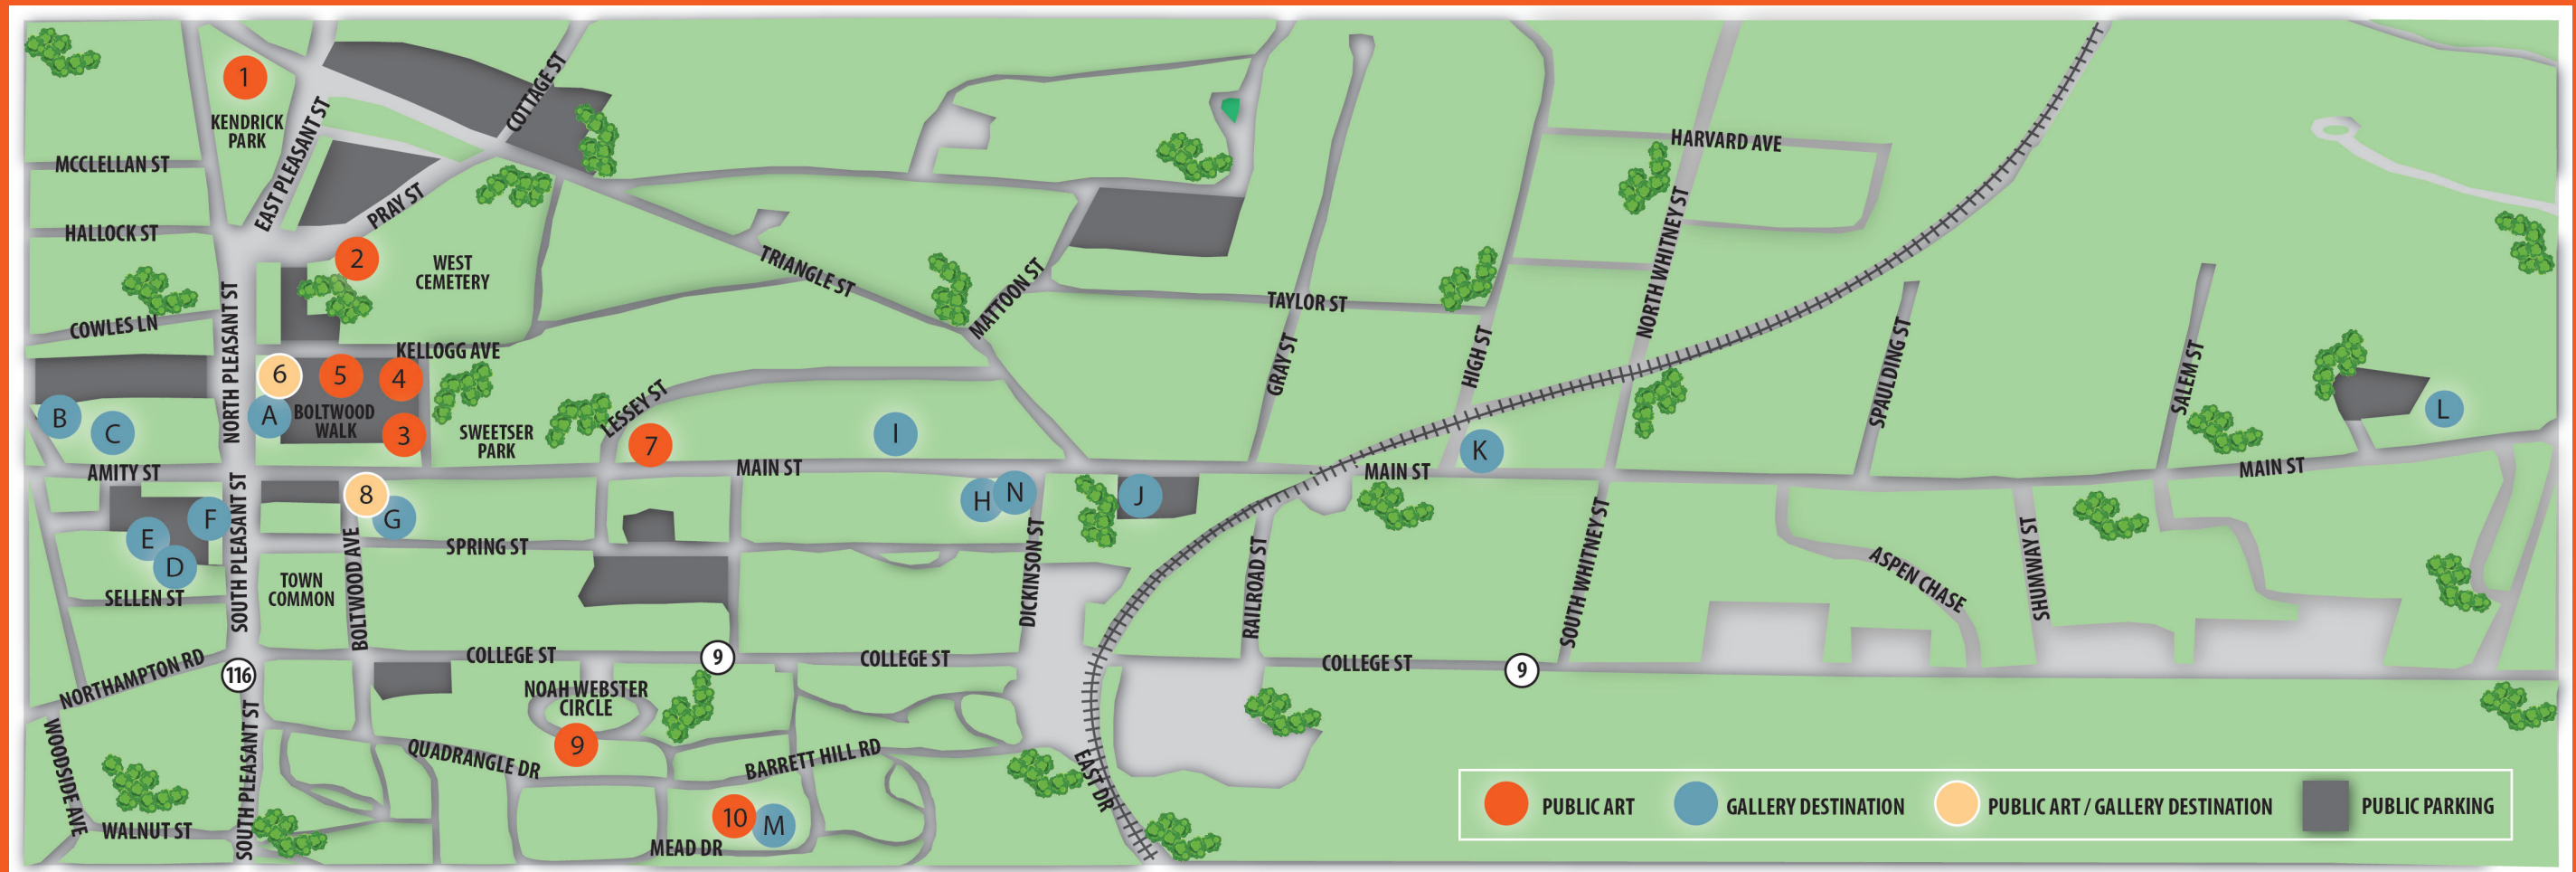 1
KENDRICK
PARK
EAST PLEASANT ST
COTTAGE ST
MCCLELLAN ST
PRAY ST
HALLOCK ST
2
WEST
CEMETERY
TRIANGLE ST
MATTOON ST
TAYLOR ST
HARVARD AVE
NORTH WHITNEY ST
COWLES LN
NORTH PLEASANT ST
KELLOGG AVE
6
5
4
A
BOLTWOOD
WALK
3
B
C
SWEETSER
PARK
LESSEY ST
7
I
GRAY ST
HIGH ST
K
SPAULDING ST
SALEM ST
L
AMITY ST
MAIN ST
MAIN ST
MAIN ST
8
G
F
E
D
SOUTH PLEASANT ST
BOLTWOOD AVE
SPRING ST
H
N
J
DICKINSON ST
RAILROAD ST
SOUTH WHITNEY ST
ASPEN CHASE
SHUMWAY ST
SELLEN ST
TOWN
COMMON
NORTHAMPTON RD
116
COLLEGE ST
9
COLLEGE ST
COLLEGE ST
9
NOAH WEBSTER
CIRCLE
9
WOODSIDE AVE
SOUTH PLEASANT ST
QUADRANGLE DR
BARRETT HILL RD
EAST DR
WALNUT ST
10
M
MEAD DR
PUBLIC ART
GALLERY DESTINATION
PUBLIC ART / GALLERY DESTINATION
PUBLIC PARKING